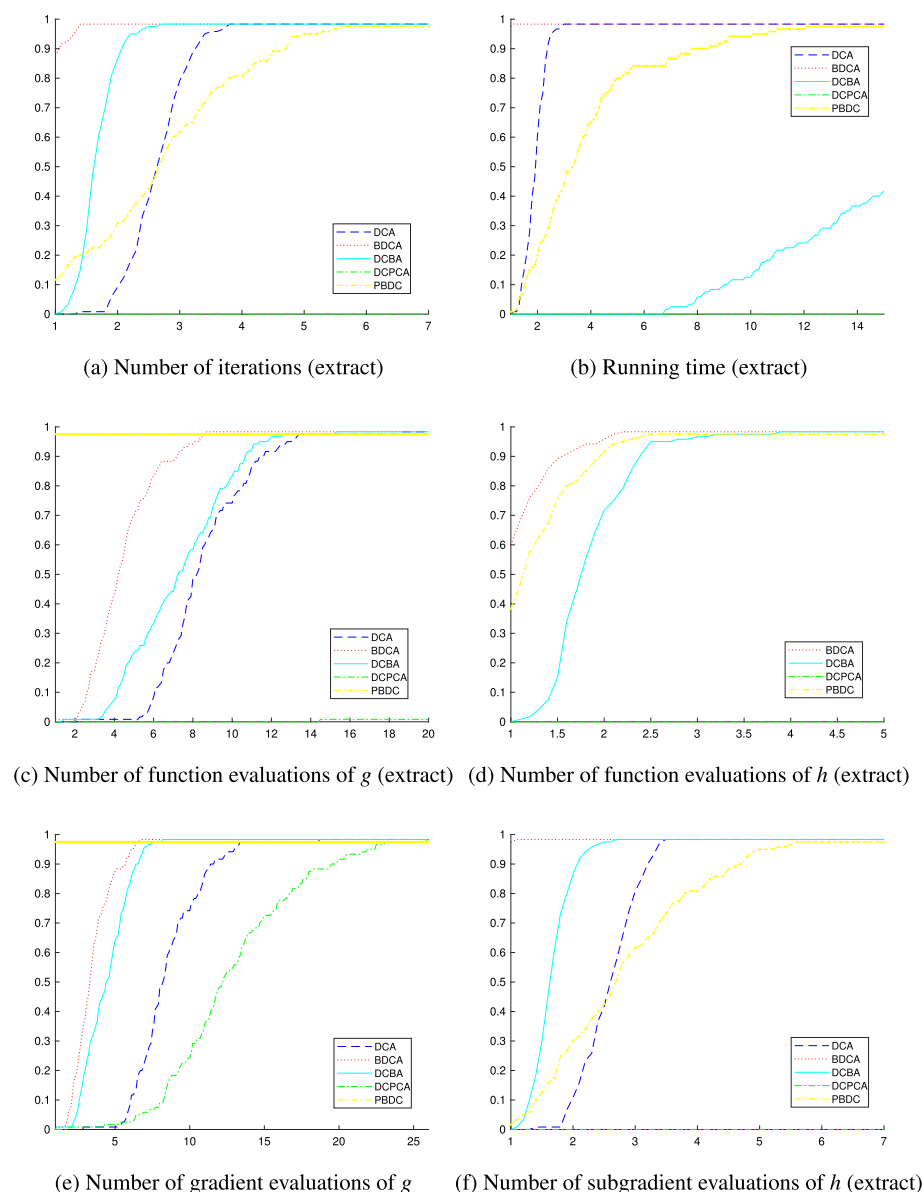 1
0.9
0.8
0.7
0.6
0.5
0.4
0.3
0.2
0.1
0
1 2 3 4 5 6 7
DCA
BDCA
DCBA
DCPCA
PBDC
(a) Number of iterations (extract)
1
0.9
0.8
0.7
0.6
0.5
0.4
0.3
0.2
0.1
0
2 4 6 8 10 12 14
DCA
BDCA
DCBA
DCPCA
PBDC
(b) Running time (extract)
1
0.9
0.8
0.7
0.6
0.5
0.4
0.3
0.2
0.1
0
2 4 6 8 10 12 14 16 18 20
DCA
BDCA
DCBA
DCPCA
PBDC
(c) Number of function evaluations of g (extract)
1
0.9
0.8
0.7
0.6
0.5
0.4
0.3
0.2
0.1
0
1 1.5 2 2.5 3 3.5 4 4.5 5
BDCA
DCBA
DCPCA
PBDC
(d) Number of function evaluations of h (extract)
1
0.9
0.8
0.7
0.6
0.5
0.4
0.3
0.2
0.1
0
5 10 15 20 25
DCA
BDCA
DCBA
DCPCA
PBDC
(e) Number of gradient evaluations of g
1
0.9
0.8
0.7
0.6
0.5
0.4
0.3
0.2
0.1
0
1 2 3 4 5 6 7
DCA
BDCA
DCBA
DCPCA
PBDC
(f) Number of subgradient evaluations of h (extract)